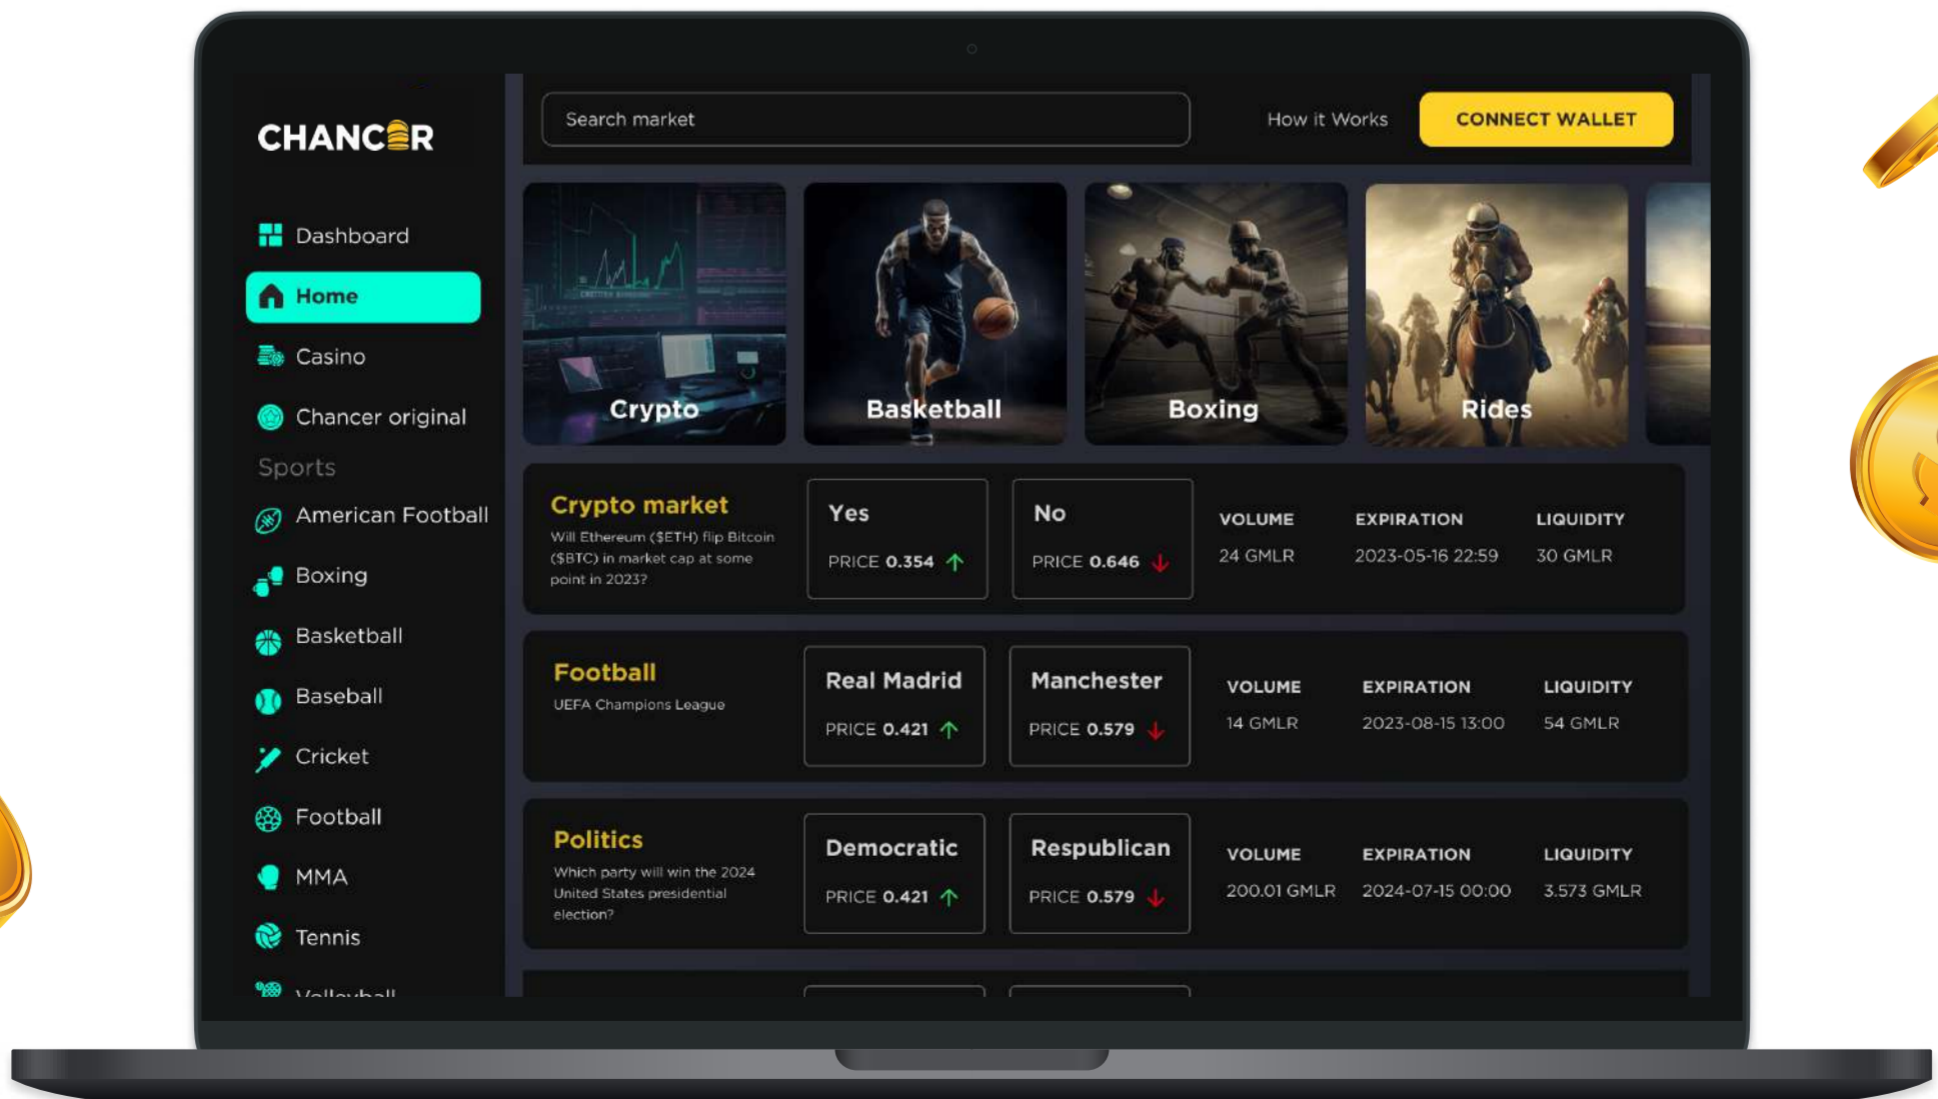 CHANCER
Search market
How it Works
CONNECT WALLET
Dashboard
Home
Casino
Chancer original
Sports
American Football
Boxing
Basketball
Baseball
Cricket
Football
MMA
Tennis
Volleyball
Crypto
Basketball
Boxing
Rides
Crypto market
Will Ethereum ($ETH) flip Bitcoin
($BTC) in market cap at some
point in 2023?
Yes
PRICE 0.354
No
PRICE 0.646
VOLUME
24 GMLR
EXPIRATION
2023-05-16 22:59
LIQUIDITY
30 GMLR
Football
UEFA Champions League
Real Madrid
PRICE 0.421
Manchester
PRICE 0.579
VOLUME
14 GMLR
EXPIRATION
2023-08-15 13:00
LIQUIDITY
54 GMLR
Politics
Which party will win the 2024
United States presidential
election?
Democratic
PRICE 0.421
Respublican
PRICE 0.579
VOLUME
200.01 GMLR
EXPIRATION
2024-07-15 00:00
LIQUIDITY
3.573 GMLR